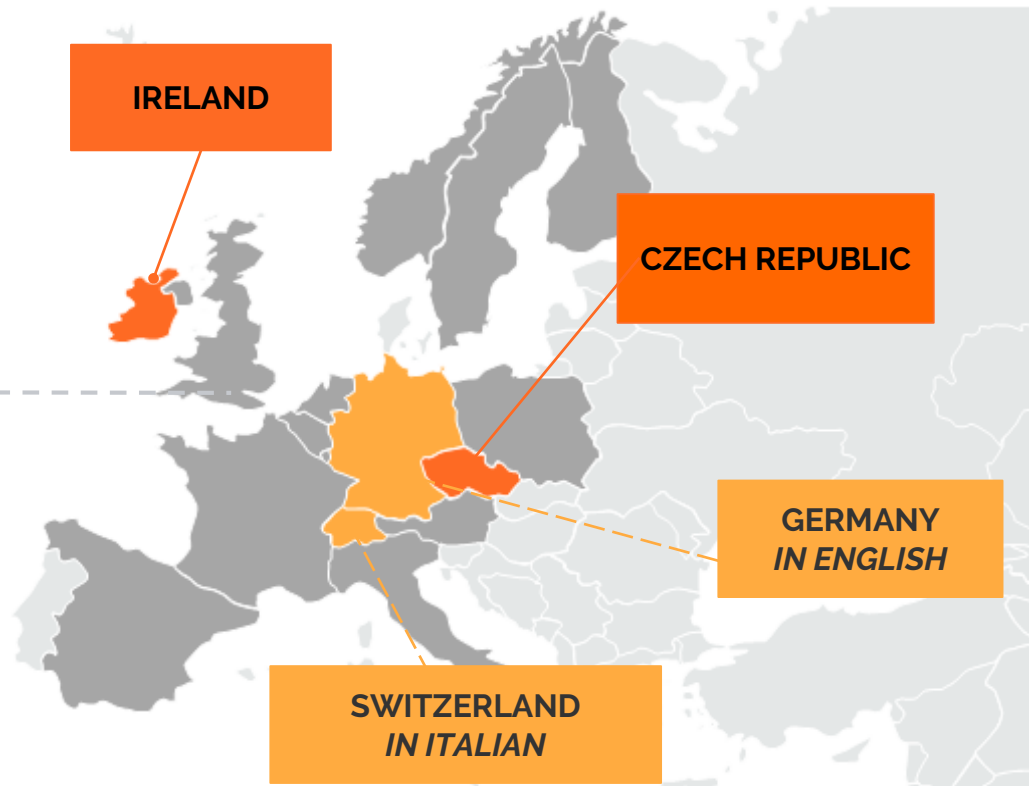 IRELAND
CZECH REPUBLIC
GERMANY
IN ENGLISH
SWITZERLAND
IN ITALIAN